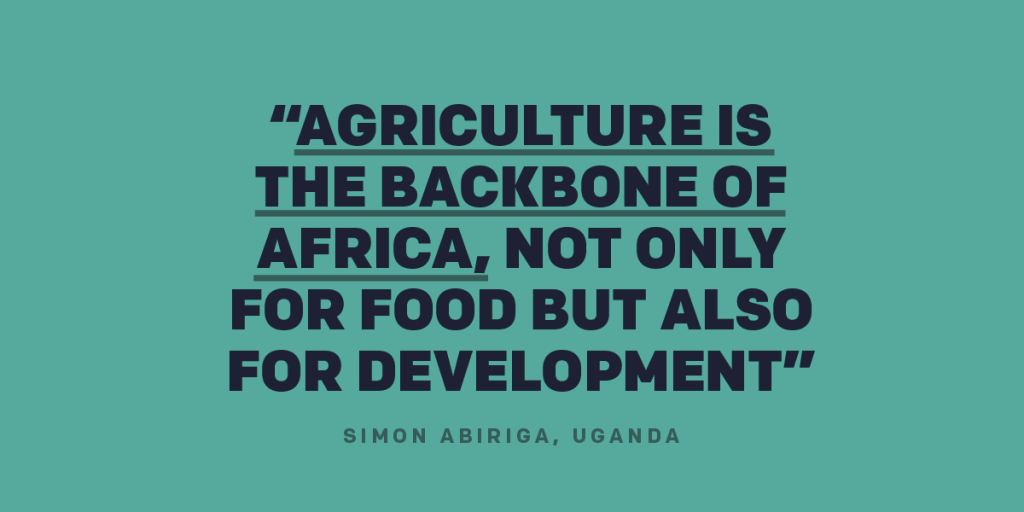 “AGRICULTURE IS
THE BACKBONE OF
AFRICA, NOT ONLY
FOR FOOD BUT ALSO
FOR DEVELOPMENT”
SIMON ABIRIGA, UGANDA